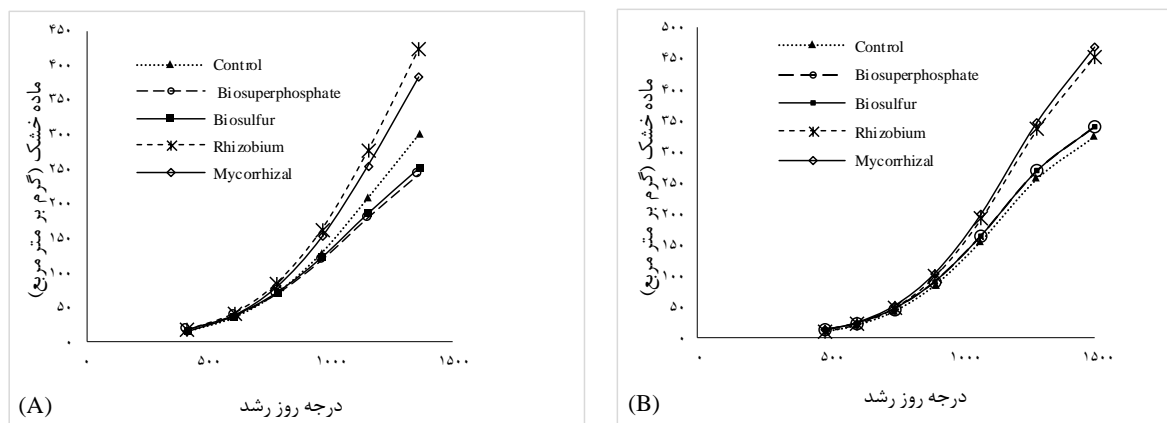 ۴۵۰
۴۰۰
۳۵۰
۳۰۰
۲۵۰
۲۰۰
۱۵۰
۱۰۰
۵۰
۰
ماده خشک (گرم بر متر مربع)
Control
Biosuperphosphate
Biosulfur
Rhizobium
Mycorrhizal
۰ ۵۰۰ ۱۰۰۰ ۱۵۰۰
درجه روز رشد
(A)
۵۰۰
۴۵۰
۴۰۰
۳۵۰
۳۰۰
۲۵۰
۲۰۰
۱۵۰
۱۰۰
۵۰
۰
ماده خشک (گرم بر متر مربع)
Control
Biosuperphosphate
Biosulfur
Rhizobium
Mycorrhizal
۰ ۵۰۰ ۱۰۰۰ ۱۵۰۰
درجه روز رشد
(B)